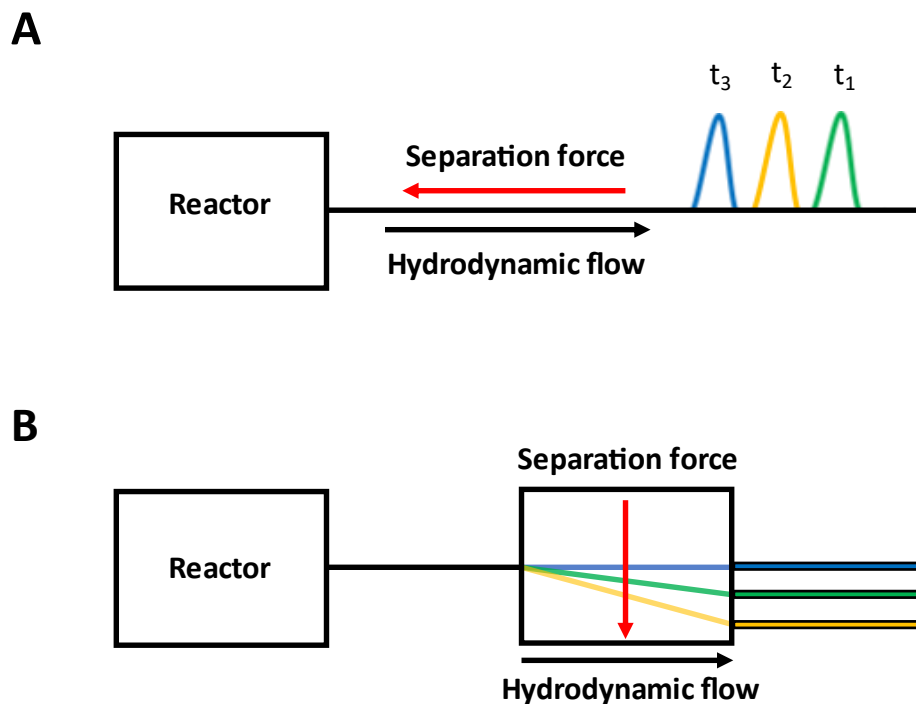 A
t₃ t₂ t₁
Separation force
Reactor
Hydrodynamic flow
B
Separation force
Reactor
Hydrodynamic flow